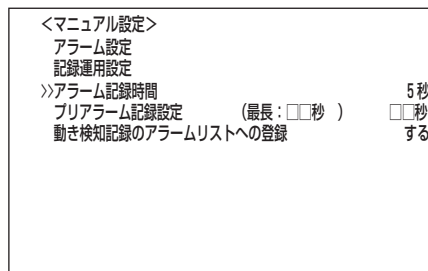 ＜マニュアル設定＞
アラーム設定
記録運用設定
>>アラーム記録時間 5秒
プリアラーム記録設定 （最長：□□秒 ） □□秒
動き検知記録のアラームリストへの登録 する